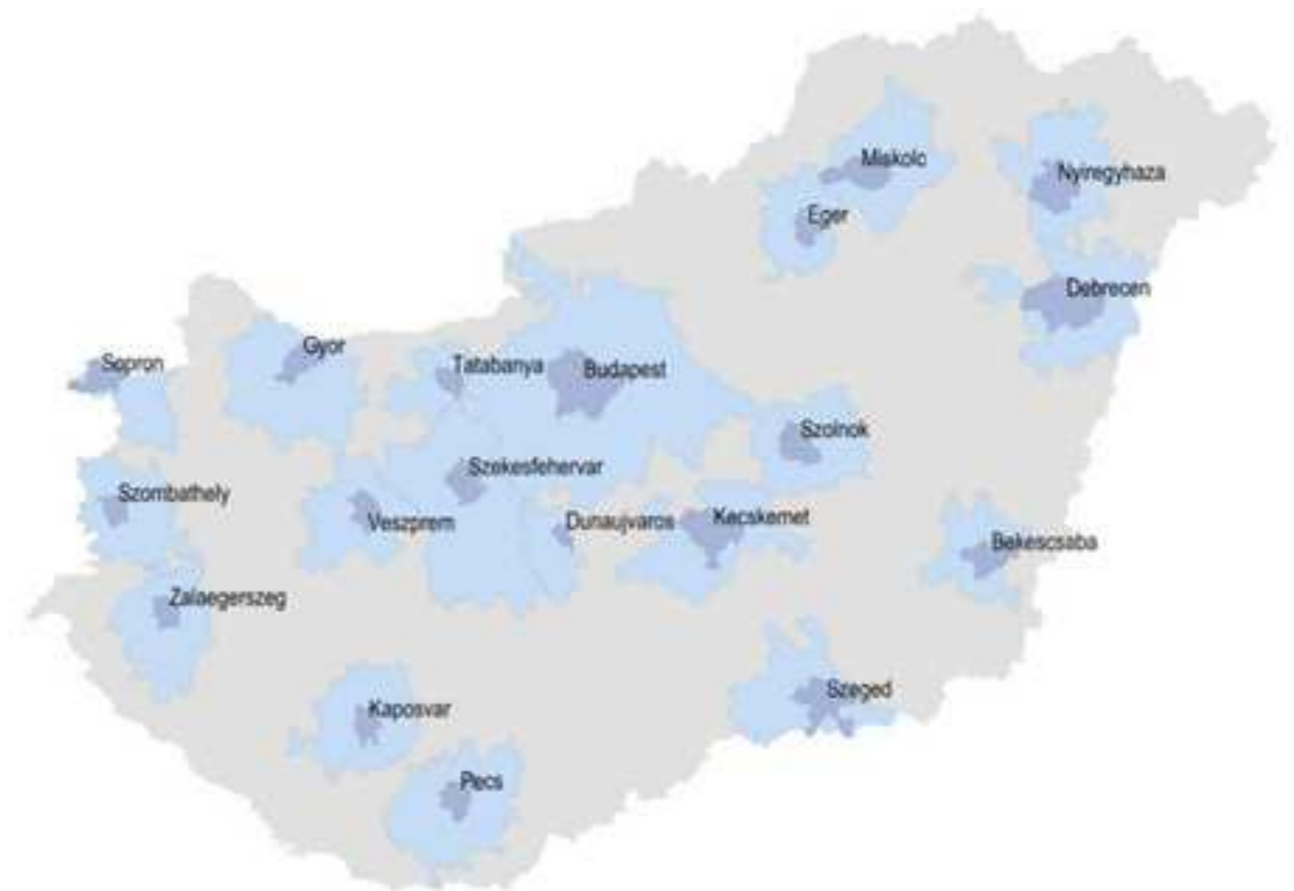 Miskolc
Nyiregyhaza
Eger
Debrecen
Gyor
Sopron
Tatabanya
Budapest
Szolnok
Szekesfehervar
Szombathely
Veszprem
Dunaujvaros
Kecskemet
Bekescsaba
Zalaegerszeg
Szeged
Kaposvar
Pecs